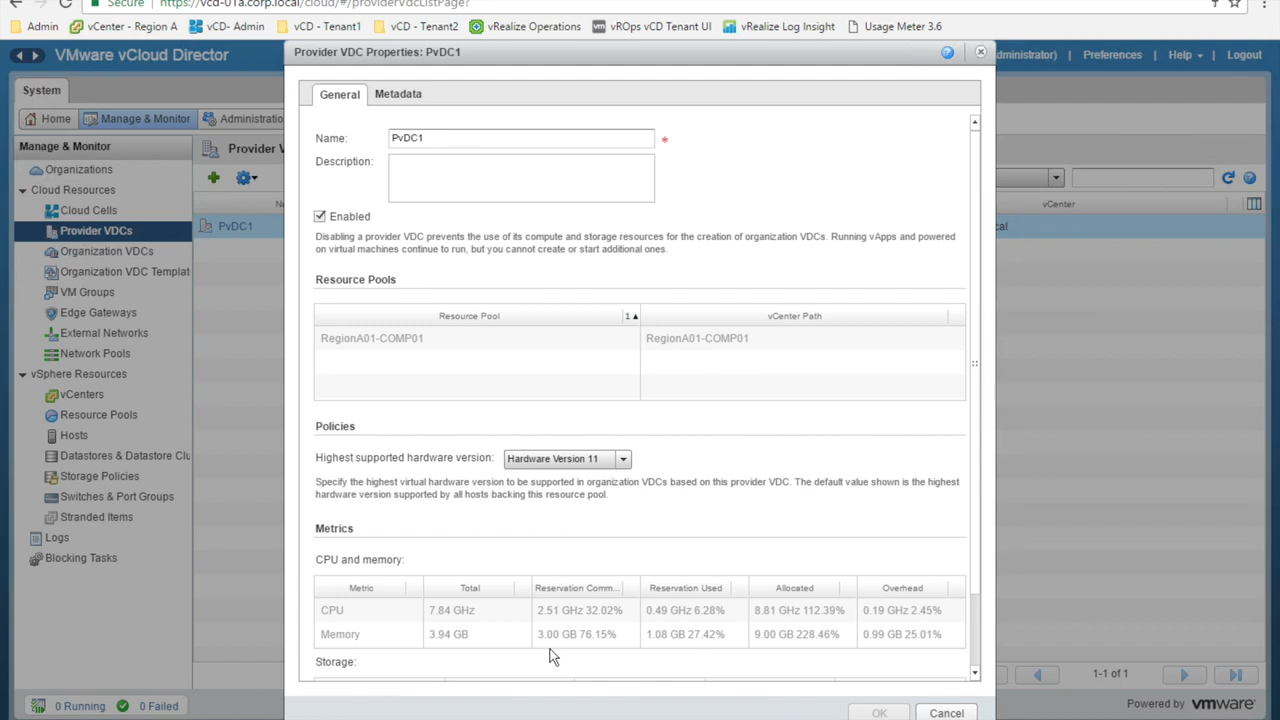 Secure https://vcd-01a.corp.local/cloud/#/providerVdcListPage?
Admin vCenter - Region A vCD- Admin vCD - Tenant1 vCD - Tenant2 vRealize Operations vROps vCD Tenant UI vRealize Log Insight Usage Meter 3.6
VMware vCloud Director
Provider VDC Properties: PvDC1
dministrator) Preferences Help Logout
System
Home Manage & Monitor Administratio
Manage & Monitor
Organizations
Cloud Resources
Cloud Cells
Provider VDCs
Organization VDCs
Organization VDC Templat
VM Groups
Edge Gateways
External Networks
Network Pools
vSphere Resources
vCenters
Resource Pools
Hosts
Datastores & Datastore Clu
Storage Policies
Switches & Port Groups
Stranded Items
Logs
Blocking Tasks
0 Running 0 Failed
Provider V
Na
PvDC1
General Metadata
Name: PvDC1 *
Description:
Enabled
Disabling a provider VDC prevents the use of its compute and storage resources for the creation of organization VDCs. Running vApps and powered
on virtual machines continue to run, but you cannot create or start additional ones.
Resource Pools
Resource Pool 1 ▲ vCenter Path
RegionA01-COMP01 RegionA01-COMP01
Policies
Highest supported hardware version: Hardware Version 11
Specify the highest virtual hardware version to be supported in organization VDCs based on this provider VDC. The default value shown is the highest
hardware version supported by all hosts backing this resource pool.
Metrics
CPU and memory:
Metric Total Reservation Comm... Reservation Used Allocated Overhead
CPU 7.84 GHz 2.51 GHz 32.02% 0.49 GHz 6.28% 8.81 GHz 112.39% 0.19 GHz 2.45%
Memory 3.94 GB 3.00 GB 76.15% 1.08 GB 27.42% 9.00 GB 228.46% 0.99 GB 25.01%
Storage:
OK Cancel
vCenter
cal
1-1 of 1
Powered by vmware